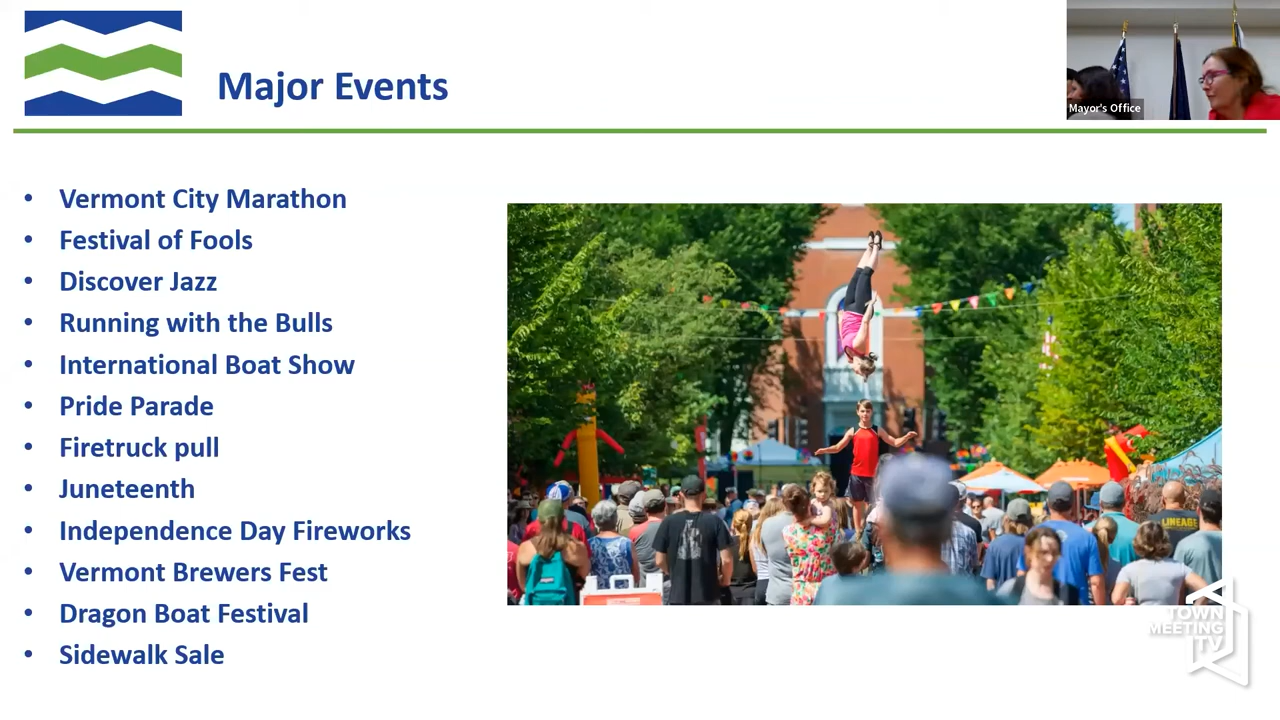 Major Events
Mayor's Office
• Vermont City Marathon
• Festival of Fools
• Discover Jazz
• Running with the Bulls
• International Boat Show
• Pride Parade
• Firetruck pull
• Juneteenth
• Independence Day Fireworks
• Vermont Brewers Fest
• Dragon Boat Festival
• Sidewalk Sale
LINEAGE
TOWN
MEETING
TV